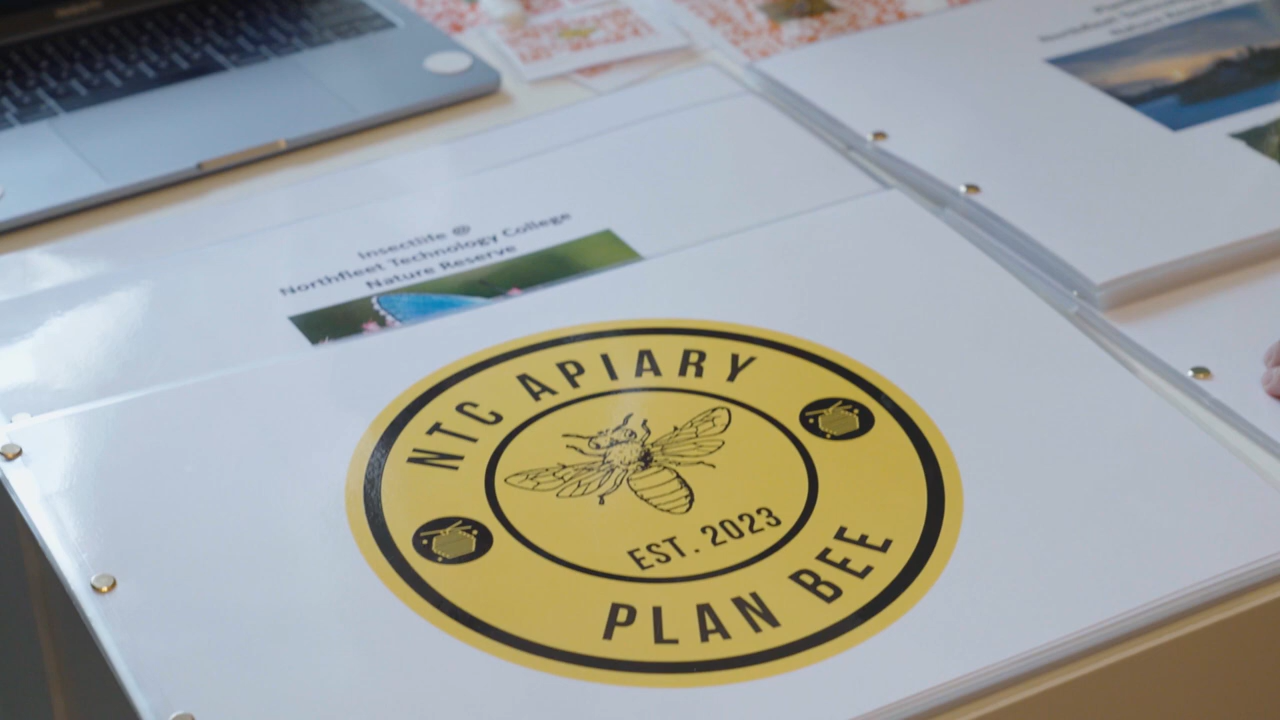 Insectlife @
Northfleet Technology College
Nature Reserve
NTC APIARY
EST. 2023
PLAN BEE